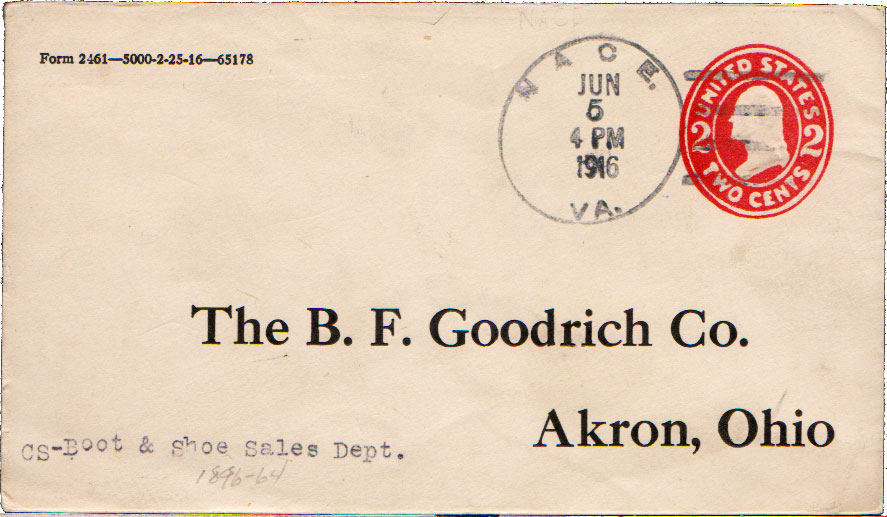 NACE
Form 2461—5000-2-25-16—65178
NACE.
JUN
5
4 PM
1916
VA.
UNITED STATES
2 2
TWO CENTS
The B. F. Goodrich Co.
Akron, Ohio
CS-Boot & Shoe Sales Dept.
1896-64